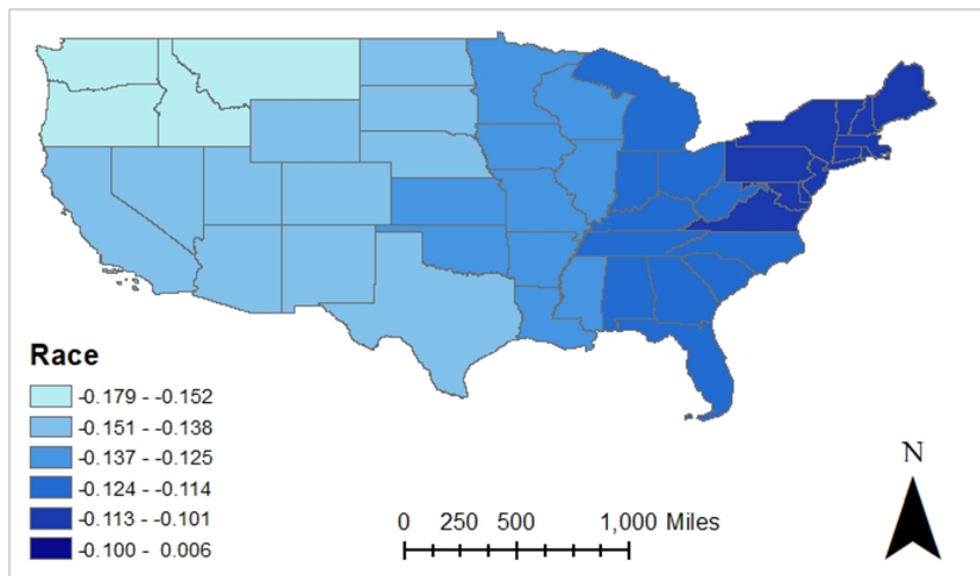 Race
-0.179 - -0.152
-0.151 - -0.138
-0.137 - -0.125
-0.124 - -0.114
-0.113 - -0.101
-0.100 - 0.006
0 250 500 1,000 Miles
N